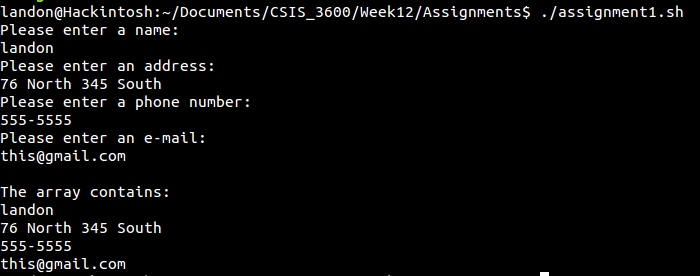 landon@Hackintosh:~/Documents/CSIS_3600/Week12/Assignments$ ./assignment1.sh
Please enter a name:
landon
Please enter an address:
76 North 345 South
Please enter a phone number:
555-5555
Please enter an e-mail:
this@gmail.com
The array contains:
landon
76 North 345 South
555-5555
this@gmail.com